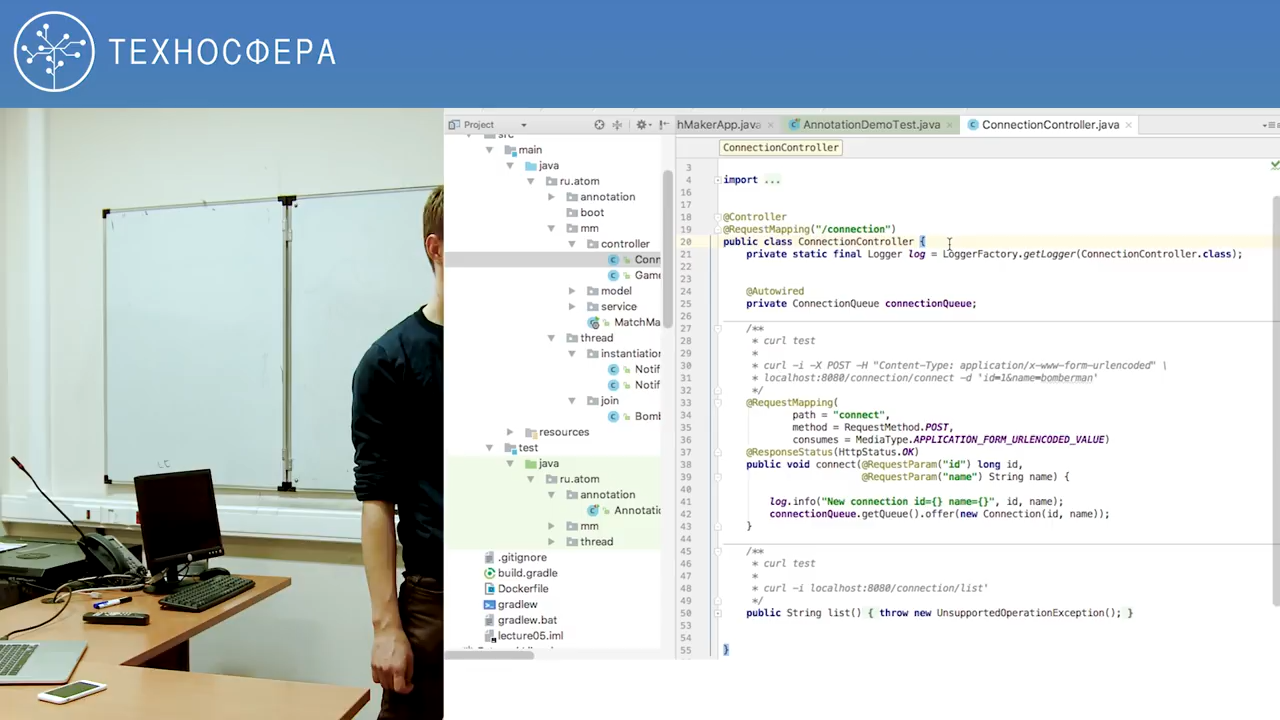 ТЕХНОСФЕРА
Project
hMakerApp.java
AnnotationDemoTest.java
ConnectionController.java
src
main
java
ru.atom
annotation
boot
mm
controller
Conn
Game
model
service
MatchMa
thread
instantiation
Notif
Notif
join
Bomb
resources
test
java
ru.atom
annotation
Annotatio
mm
thread
.gitignore
build.gradle
Dockerfile
gradlew
gradlew.bat
lecture05.iml
ConnectionController
3
4 import ...
16
17
18 @Controller
19 @RequestMapping("/connection")
20 public class ConnectionController {
21 private static final Logger log = LoggerFactory.getLogger(ConnectionController.class);
22
23
24 @Autowired
25 private ConnectionQueue connectionQueue;
26
27 /**
28 * curl test
29 *
30 * curl -i -X POST -H "Content-Type: application/x-www-form-urlencoded" \
31 * localhost:8080/connection/connect -d 'id=1&name=bomberman'
32 */
33 @RequestMapping(
34 path = "connect",
35 method = RequestMethod.POST,
36 consumes = MediaType.APPLICATION_FORM_URLENCODED_VALUE)
37 @ResponseStatus(HttpStatus.OK)
38 public void connect(@RequestParam("id") long id,
39 @RequestParam("name") String name) {
40
41 log.info("New connection id={} name={}", id, name);
42 connectionQueue.getQueue().offer(new Connection(id, name));
43 }
44
45 /**
46 * curl test
47 *
48 * curl -i localhost:8080/connection/list'
49 */
50 public String list() { throw new UnsupportedOperationException(); }
53
54
55 }